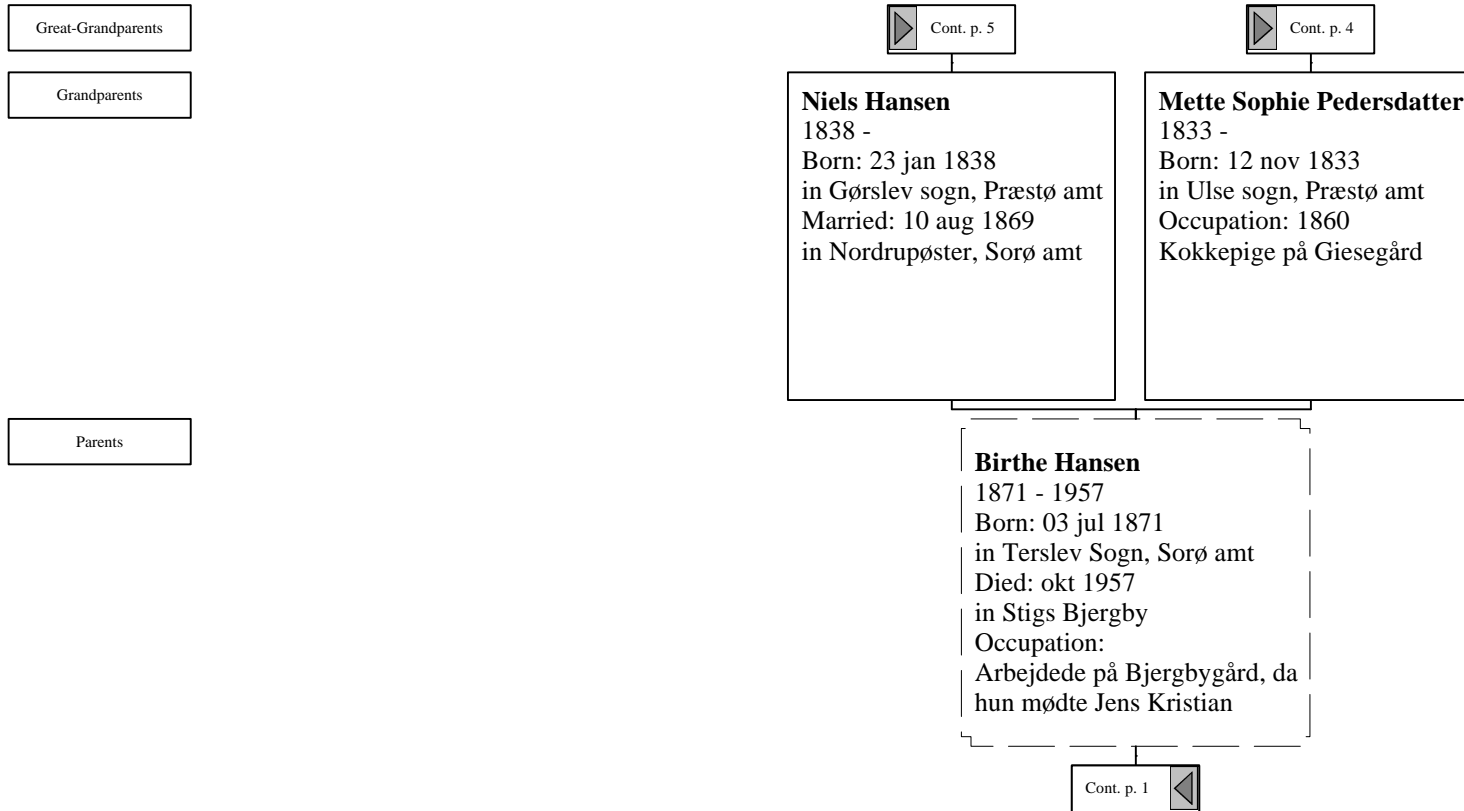 Great-Grandparents
Cont. p. 5
Cont. p. 4
Grandparents
Niels Hansen
1838 -
Born: 23 jan 1838
in Gørslev sogn, Præstø amt
Married: 10 aug 1869
in Nordrupøster, Sorø amt
Mette Sophie Pedersdatter
1833 -
Born: 12 nov 1833
in Ulse sogn, Præstø amt
Occupation: 1860
Kokkepige på Giesegård
Parents
Birthe Hansen
1871 - 1957
Born: 03 jul 1871
in Terslev Sogn, Sorø amt
Died: okt 1957
in Stigs Bjergby
Occupation:
Arbejdede på Bjergbygård, da
hun mødte Jens Kristian
Cont. p. 1